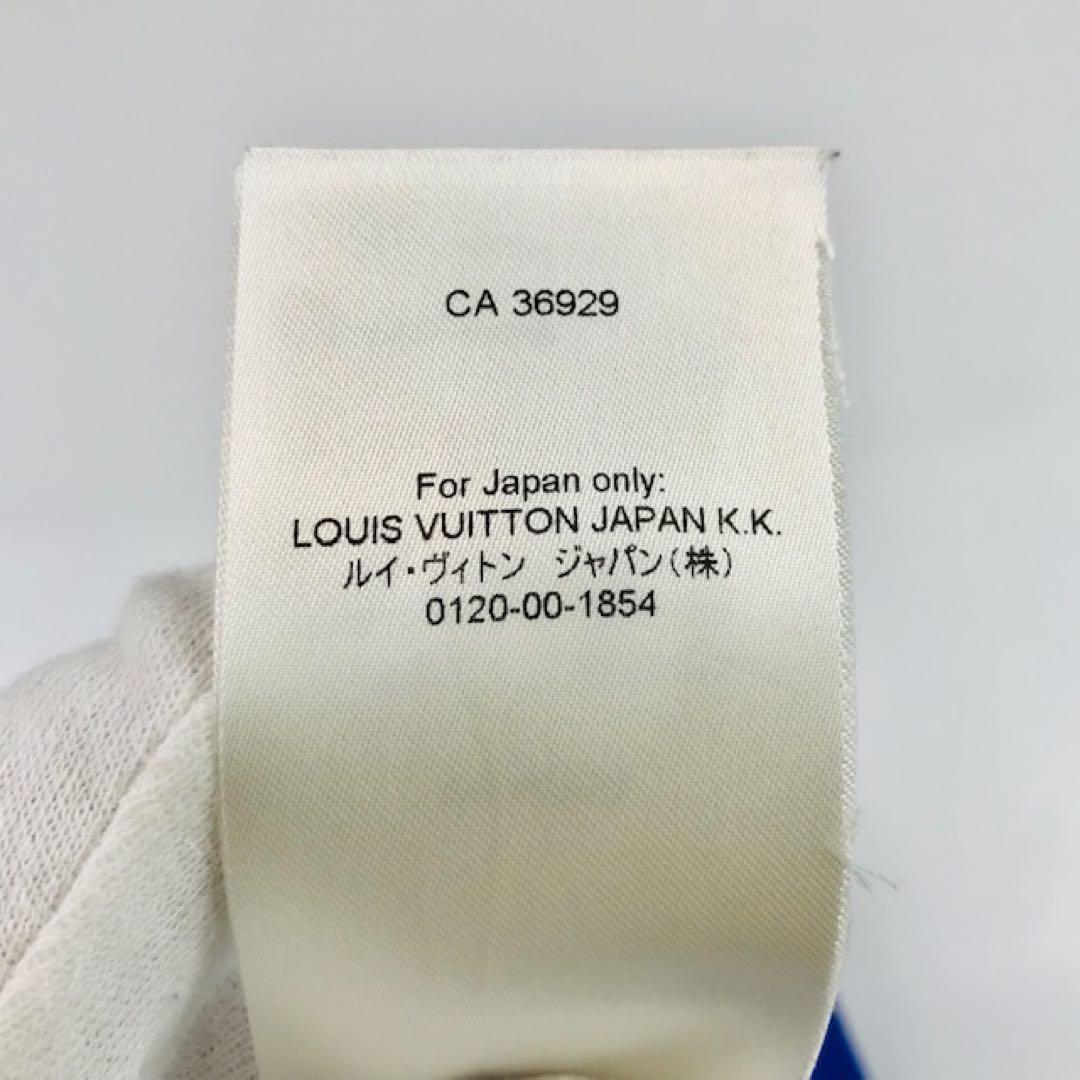 CA 36929
For Japan only:
LOUIS VUITTON JAPAN K.K.
ルイ・ヴィトン ジャパン(株)
0120-00-1854